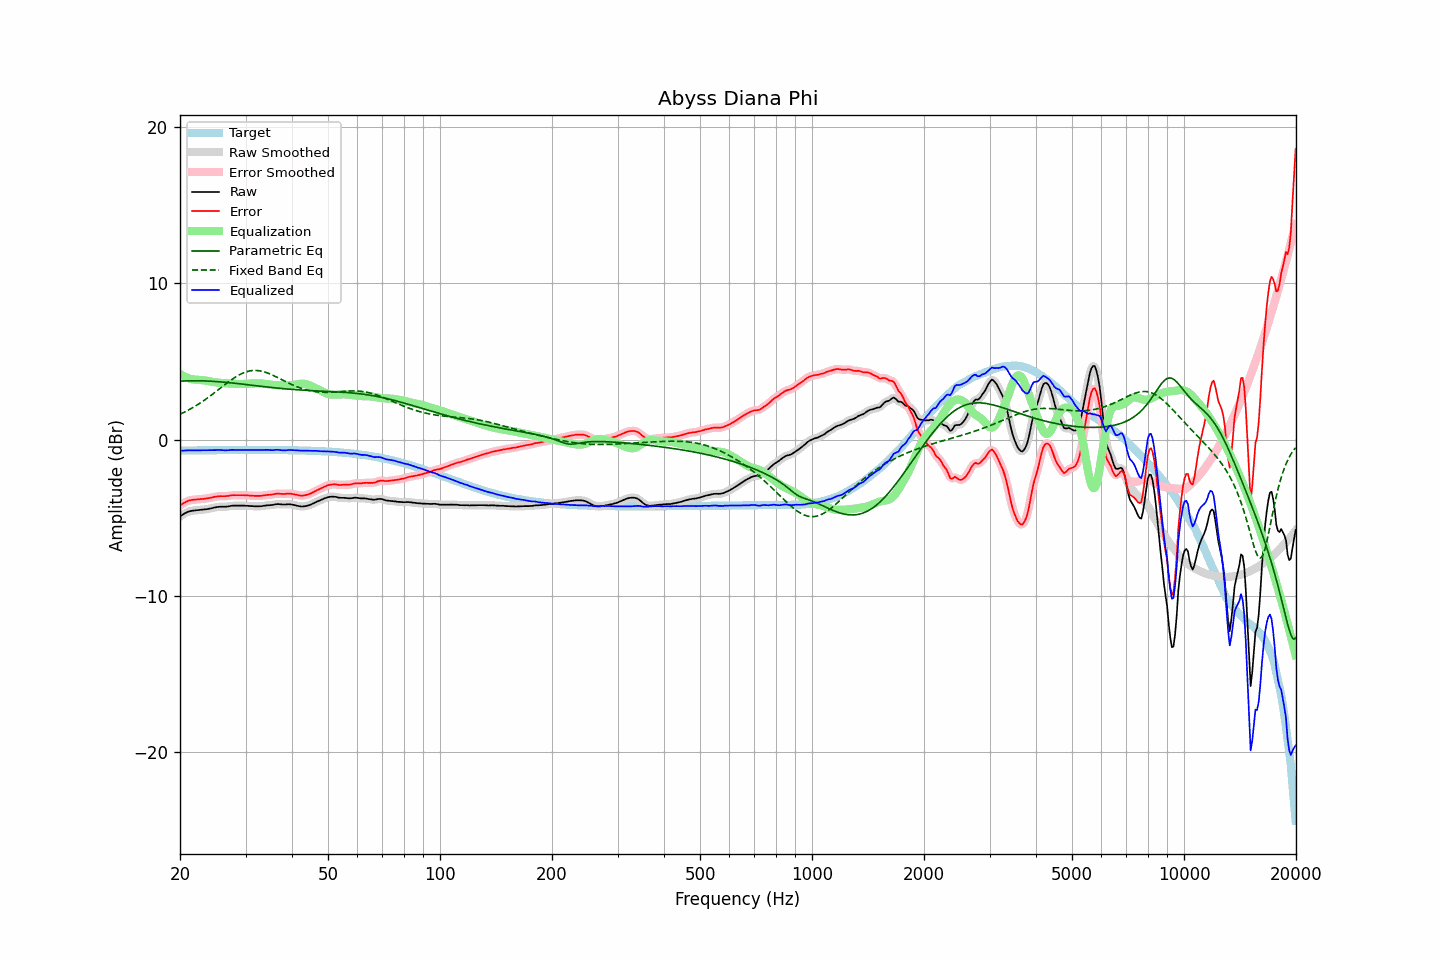 Abyss Diana Phi
Target
Raw Smoothed
Error Smoothed
Raw
Error
Equalization
Parametric Eq
Fixed Band Eq
Equalized
20
10
0
−10
−20
Amplitude (dBr)
20
50
100
200
500
1000
2000
5000
10000
20000
Frequency (Hz)